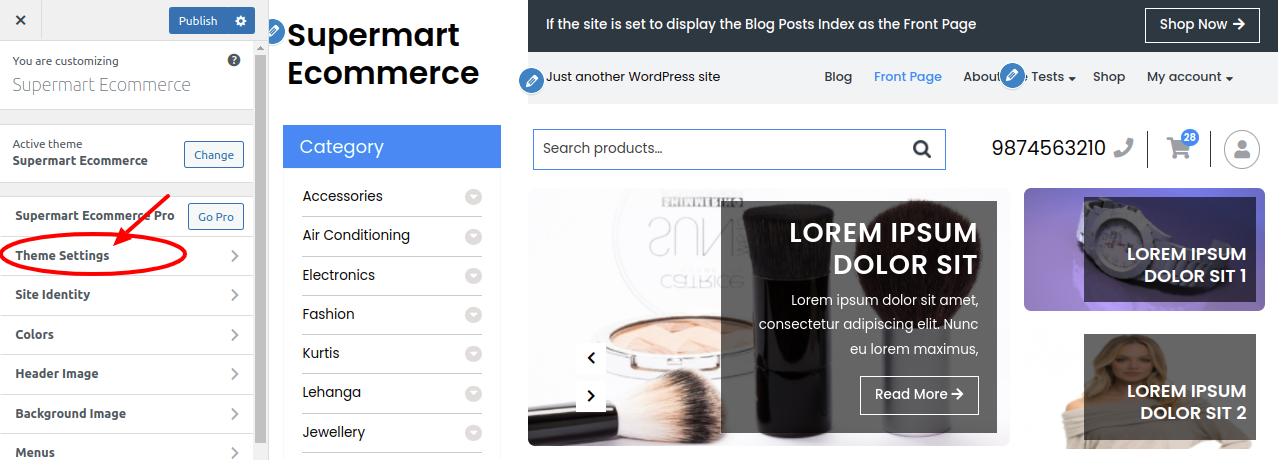 Publish
You are customizing
Supermart Ecommerce
Active theme
Supermart Ecommerce
Change
Supermart Ecommerce Pro
Go Pro
Theme Settings
Site Identity
Colors
Header Image
Background Image
Menus
Supermart
Ecommerce
If the site is set to display the Blog Posts Index as the Front Page
Shop Now
Just another WordPress site
Blog
Front Page
About
Tests
Shop
My account
Category
Accessories
Air Conditioning
Electronics
Fashion
Kurtis
Lehanga
Jewellery
Search products…
9874563210
28
SUN
CATRICE
LOREM IPSUM
DOLOR SIT
Lorem ipsum dolor sit amet,
consectetur adipiscing elit. Nunc
eu lorem maximus,
Read More
LOREM IPSUM
DOLOR SIT 1
LOREM IPSUM
DOLOR SIT 2